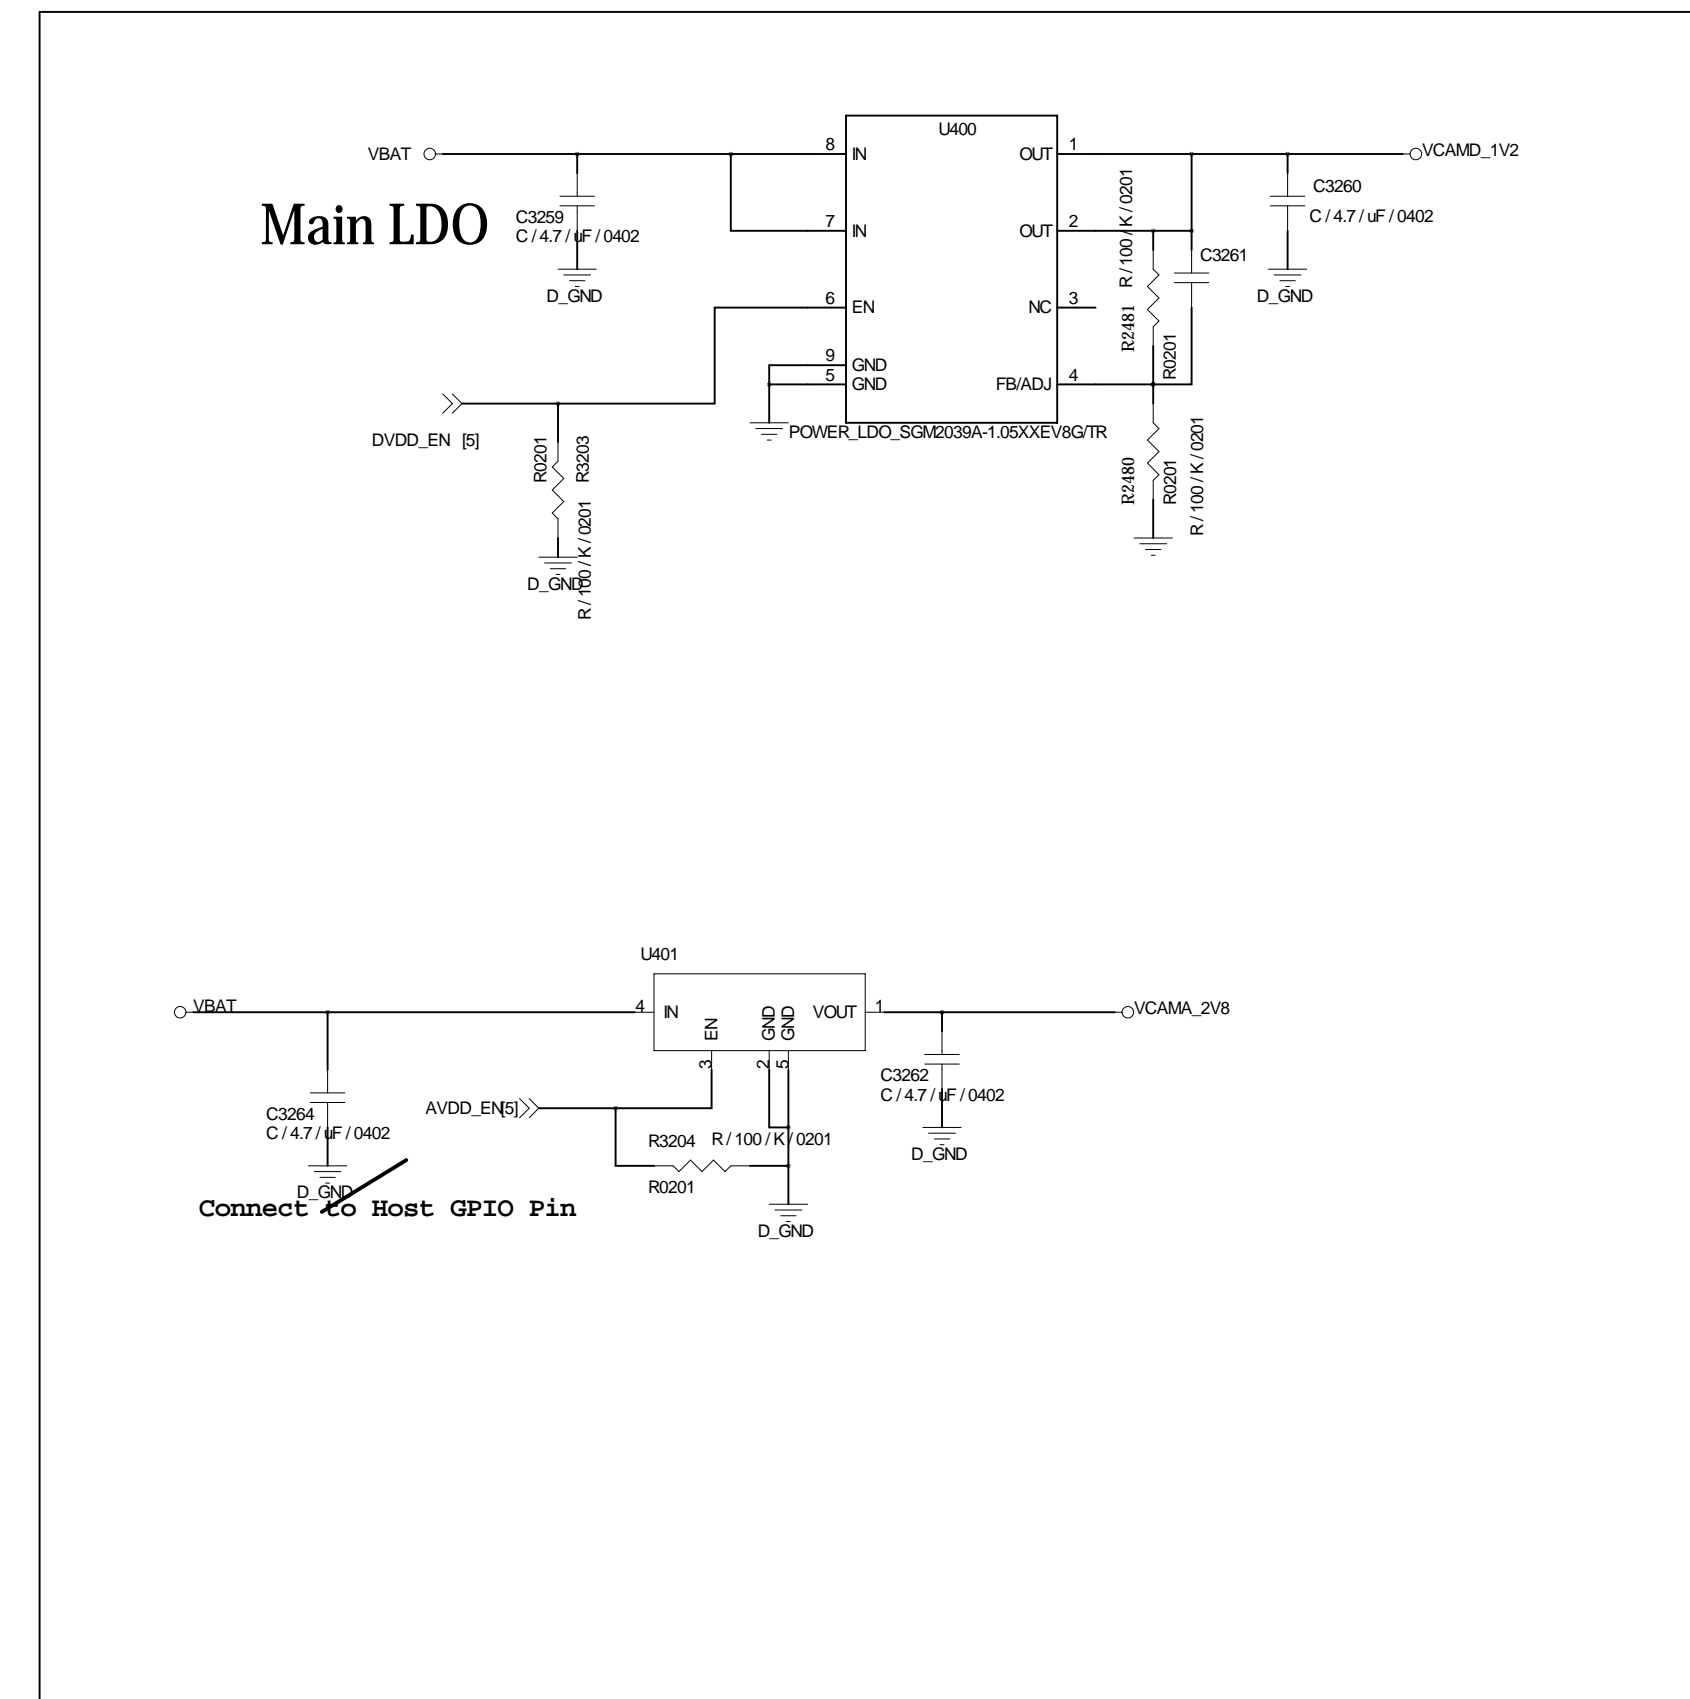 U400
VBAT
8
IN
OUT
1
VCAMD_1V2
Main LDO
C3259
C / 4.7 / uF / 0402
D_GND
7
IN
OUT
2
R / 100 / K / 0201
C3261
C3260
C / 4.7 / uF / 0402
D_GND
6
EN
NC
3
R2481
R0201
9
GND
5
GND
FB/ADJ
4
POWER_LDO_SGM2039A-1.05XXEV8G/TR
DVDD_EN [5]
R0201
R3203
R / 100 / K / 0201
D_GND
R2480
R0201
R / 100 / K / 0201
U401
VBAT
4
IN
EN
GND
GND
VOUT
1
VCAMA_2V8
3
2
5
C3264
C / 4.7 / uF / 0402
D_GND
AVDD_EN[5]
R3204
R / 100 / K / 0201
R0201
D_GND
C3262
C / 4.7 / uF / 0402
D_GND
Connect to Host GPIO Pin